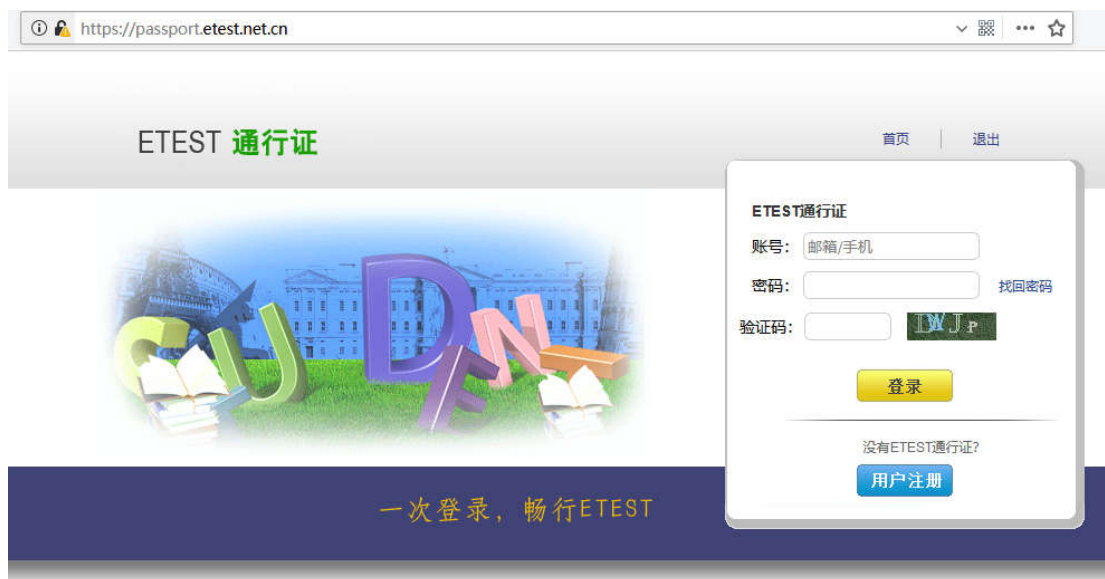 https://passport.etest.net.cn
ETEST 通行证
首页 | 退出
ETEST通行证
账号： 邮箱/手机
密码： 找回密码
验证码： IWJP
登录
没有ETEST通行证？
用户注册
一次登录，畅行ETEST